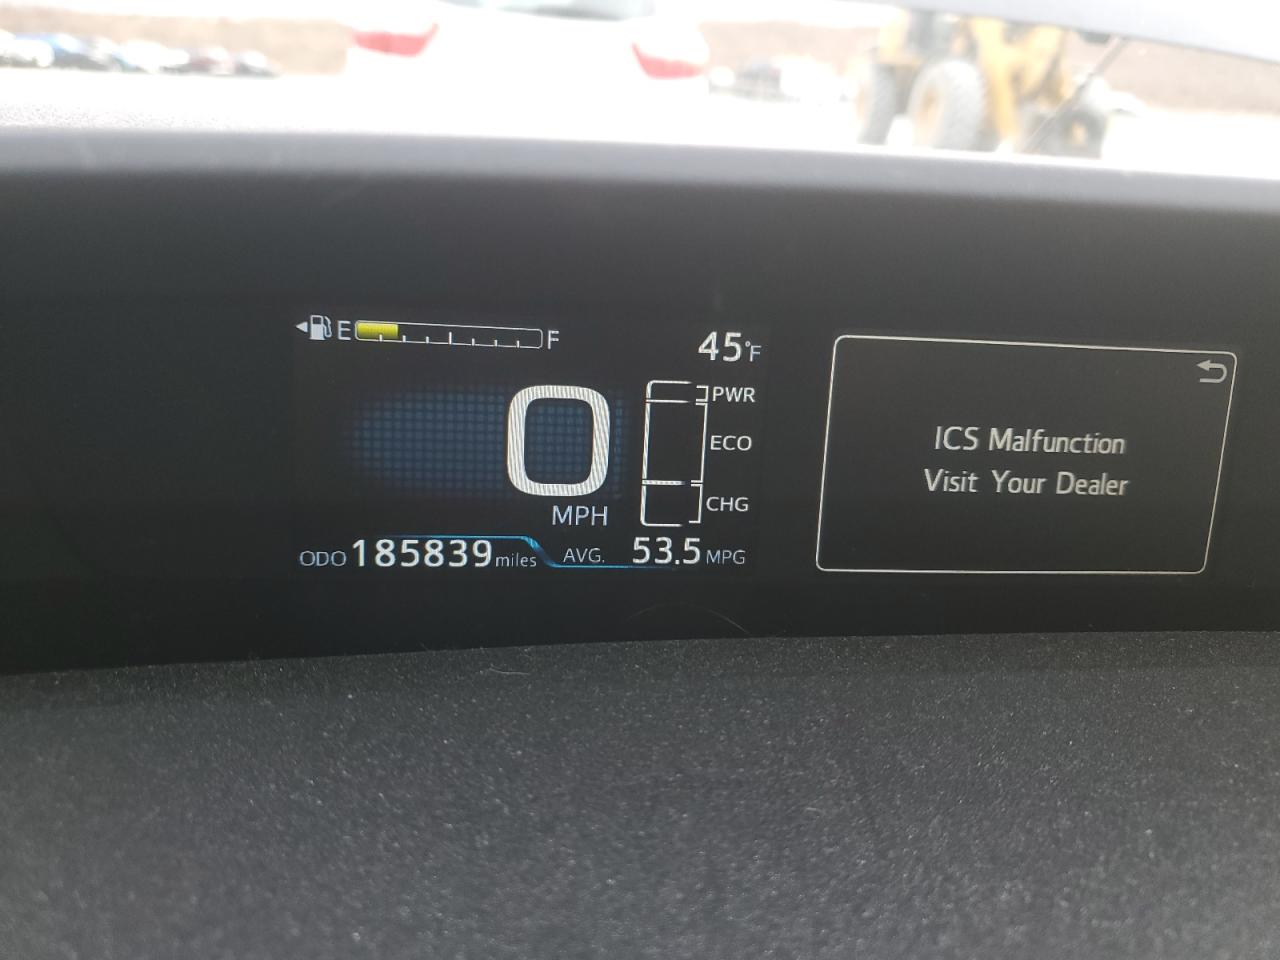 E F
45°F
PWR
ECO
CHG
0
MPH
ODO 185839 miles AVG. 53.5 MPG
ICS Malfunction
Visit Your Dealer